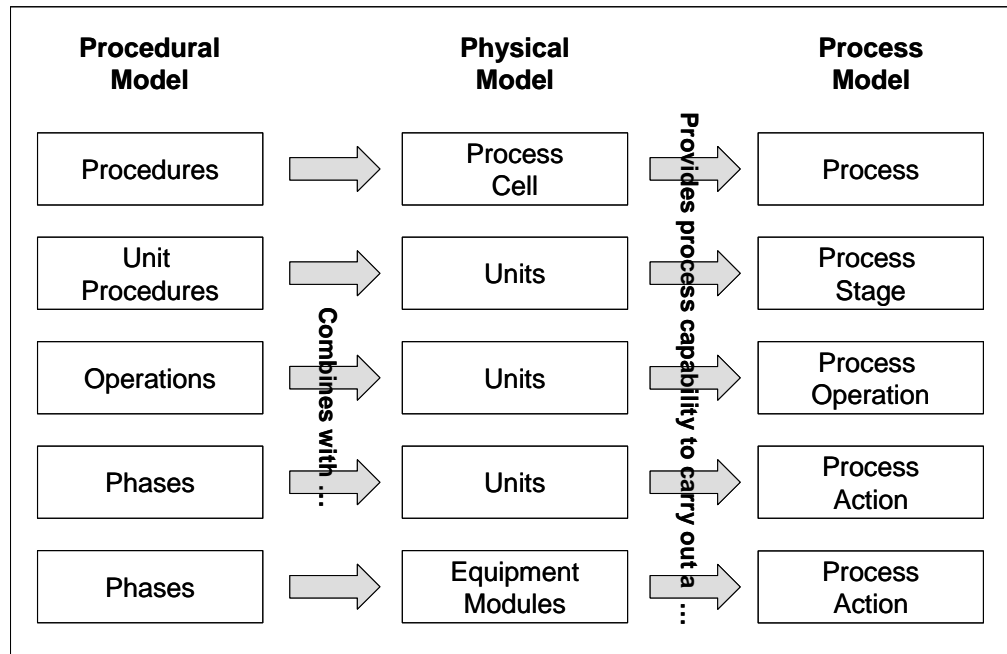 Procedural
Model
Physical
Model
Process
Model
Procedures
Process
Cell
Process
Unit
Procedures
Units
Process
Stage
Operations
Units
Process
Operation
Phases
Units
Process
Action
Phases
Equipment
Modules
Process
Action
Combines with ...
Provides process capability to carry out a ...